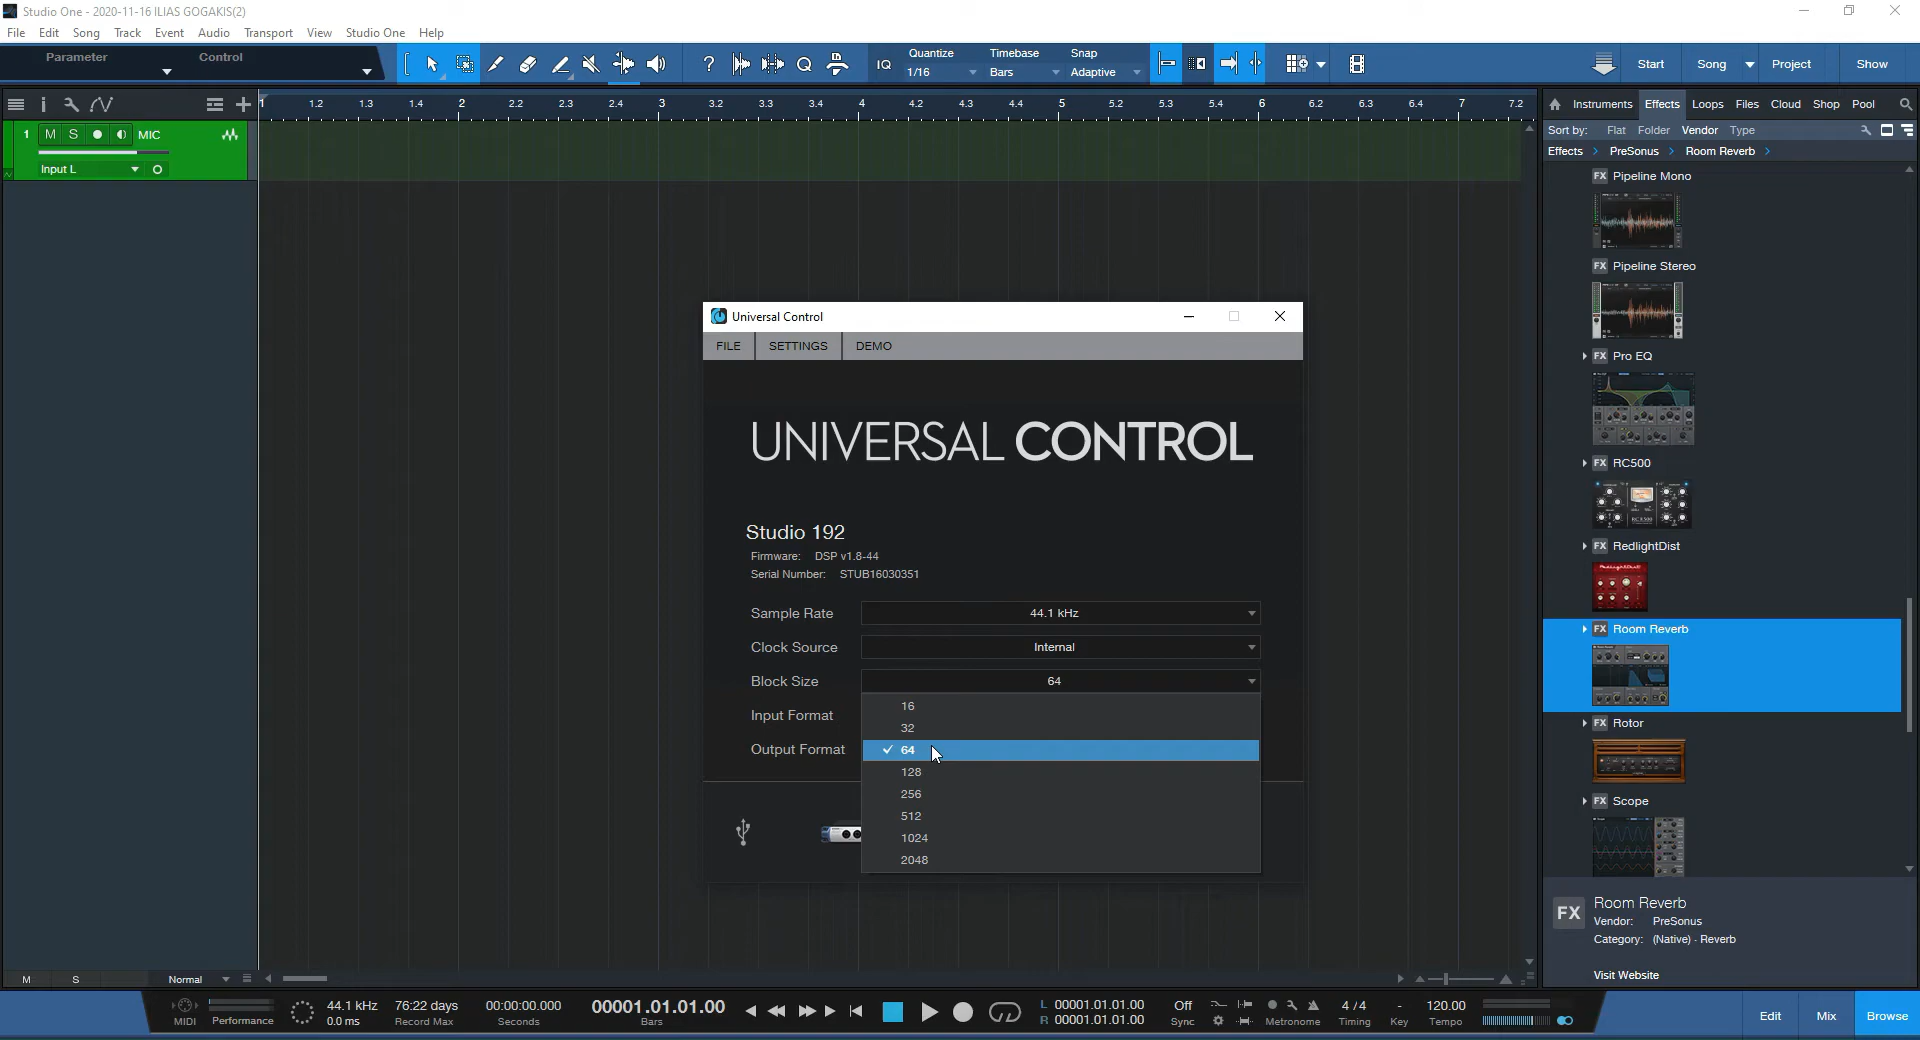 Studio One - 2020-11-16 ILIAS GOGAKIS(2)
File Edit Song Track Event Audio Transport View Studio One Help
Parameter Control
? IQ Quantize 1/16 Timebase Bars Snap Adaptive
Start Song Project Show
1 1.2 1.3 1.4 2 2.2 2.3 2.4 3 3.2 3.3 3.4 4 4.2 4.3 4.4 5 5.2 5.3 5.4 6 6.2 6.3 6.4 7 7.2
Instruments Effects Loops Files Cloud Shop Pool
1 M S MIC
Input L
Sort by: Flat Folder Vendor Type
Effects PreSonus Room Reverb
FX Pipeline Mono
FX Pipeline Stereo
FX Pro EQ
FX RC500
FX RedlightDist
FX Room Reverb
FX Rotor
FX Scope
FX Room Reverb
Vendor: PreSonus
Category: (Native) - Reverb
Visit Website
Universal Control
FILE SETTINGS DEMO
UNIVERSAL CONTROL
Studio 192
Firmware: DSP v1.8-44
Serial Number: STUB16030351
Sample Rate 44.1 kHz
Clock Source Internal
Block Size 64
Input Format
Output Format
16
32
64
128
256
512
1024
2048
M S Normal
MIDI Performance
44.1 kHz
0.0 ms
76:22 days
Record Max
00:00:00.000
Seconds
00001.01.01.00
Bars
L 00001.01.01.00
R 00001.01.01.00
Off
Sync
Metronome
4 / 4
Timing
-
Key
120.00
Tempo
Edit Mix Browse